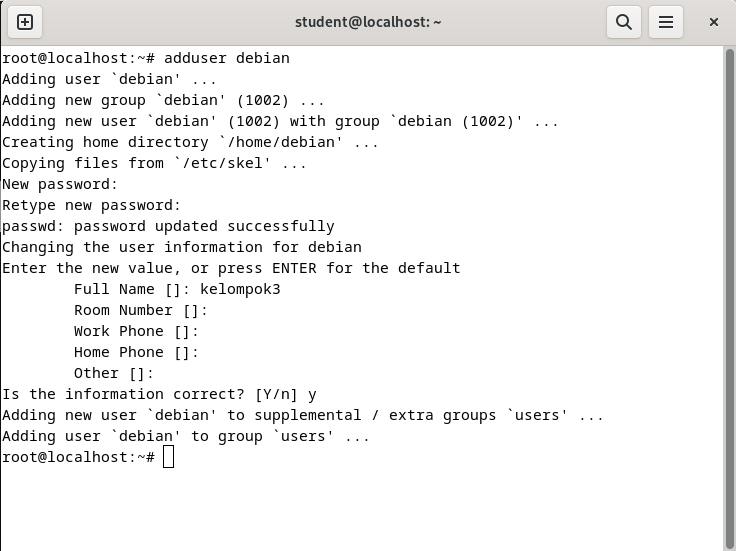 student@localhost: ~
root@localhost:~# adduser debian
Adding user `debian' ...
Adding new group `debian' (1002) ...
Adding new user `debian' (1002) with group `debian (1002)' ...
Creating home directory `/home/debian' ...
Copying files from `/etc/skel' ...
New password:
Retype new password:
passwd: password updated successfully
Changing the user information for debian
Enter the new value, or press ENTER for the default
        Full Name []: kelompok3
        Room Number []:
        Work Phone []:
        Home Phone []:
        Other []:
Is the information correct? [Y/n] y
Adding new user `debian' to supplemental / extra groups `users' ...
Adding user `debian' to group `users' ...
root@localhost:~#